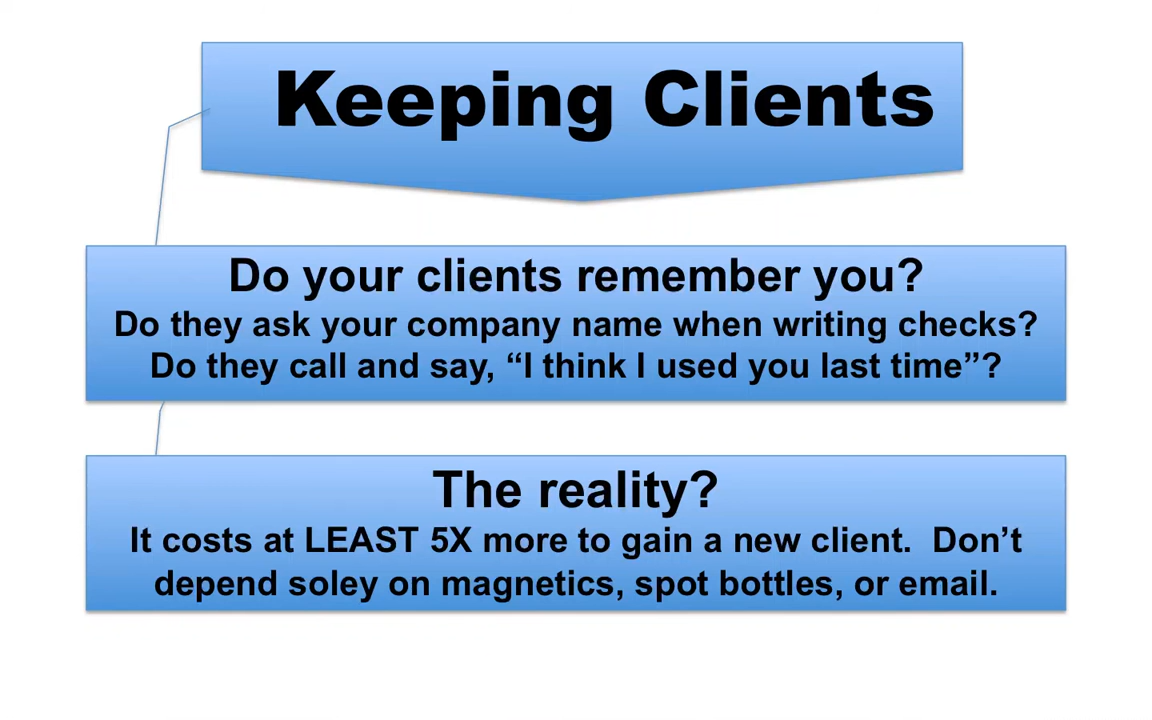 Keeping Clients
Do your clients remember you?
Do they ask your company name when writing checks?
Do they call and say, “I think I used you last time”?
The reality?
It costs at LEAST 5X more to gain a new client.  Don’t
depend soley on magnetics, spot bottles, or email.